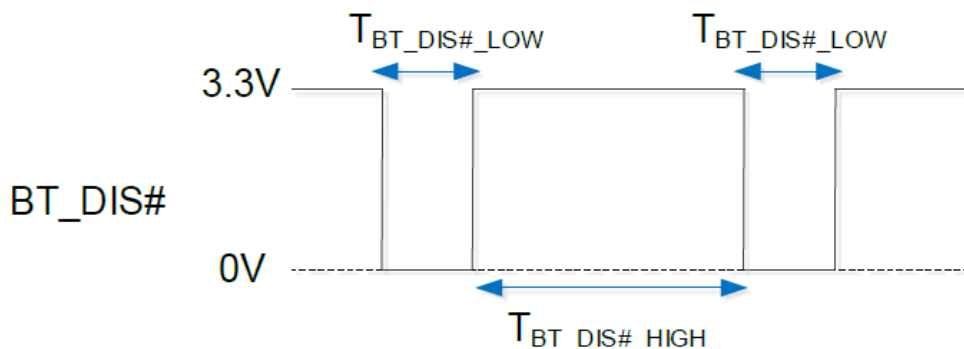 T_BT_DIS#_LOW T_BT_DIS#_LOW
3.3V
BT_DIS#
0V
T_BT_DIS#_HIGH